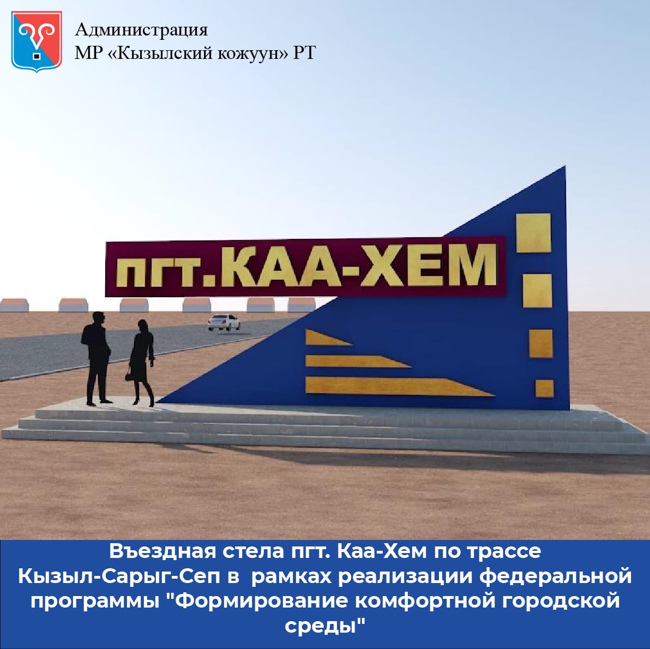 Администрация
МР «Кызылский кожуун» РТ
пгт.КАА-ХЕМ
Въездная стела пгт. Каа-Хем по трассе
Кызыл-Сарыг-Сеп в рамках реализации федеральной
программы "Формирование комфортной городской
среды"